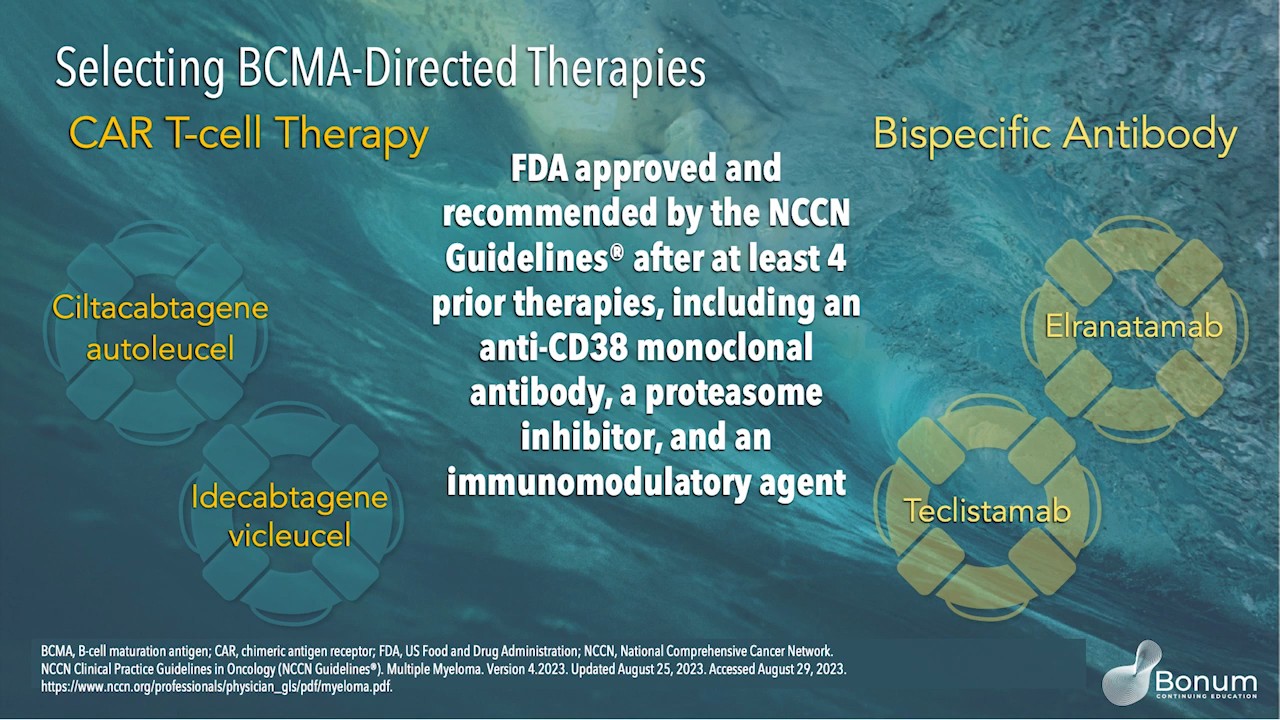 Selecting BCMA-Directed Therapies
CAR T-cell Therapy
Bispecific Antibody
FDA approved and
recommended by the NCCN
Guidelines® after at least 4
prior therapies, including an
anti-CD38 monoclonal
antibody, a proteasome
inhibitor, and an
immunomodulatory agent
Ciltacabtagene
autoleucel
Idecabtagene
vicleucel
Elranatamab
Teclistamab
BCMA, B-cell maturation antigen; CAR, chimeric antigen receptor; FDA, US Food and Drug Administration; NCCN, National Comprehensive Cancer Network.
NCCN Clinical Practice Guidelines in Oncology (NCCN Guidelines®). Multiple Myeloma. Version 4.2023. Updated August 25, 2023. Accessed August 29, 2023.
https://www.nccn.org/professionals/physician_gls/pdf/myeloma.pdf.
Bonum
CONTINUING EDUCATION